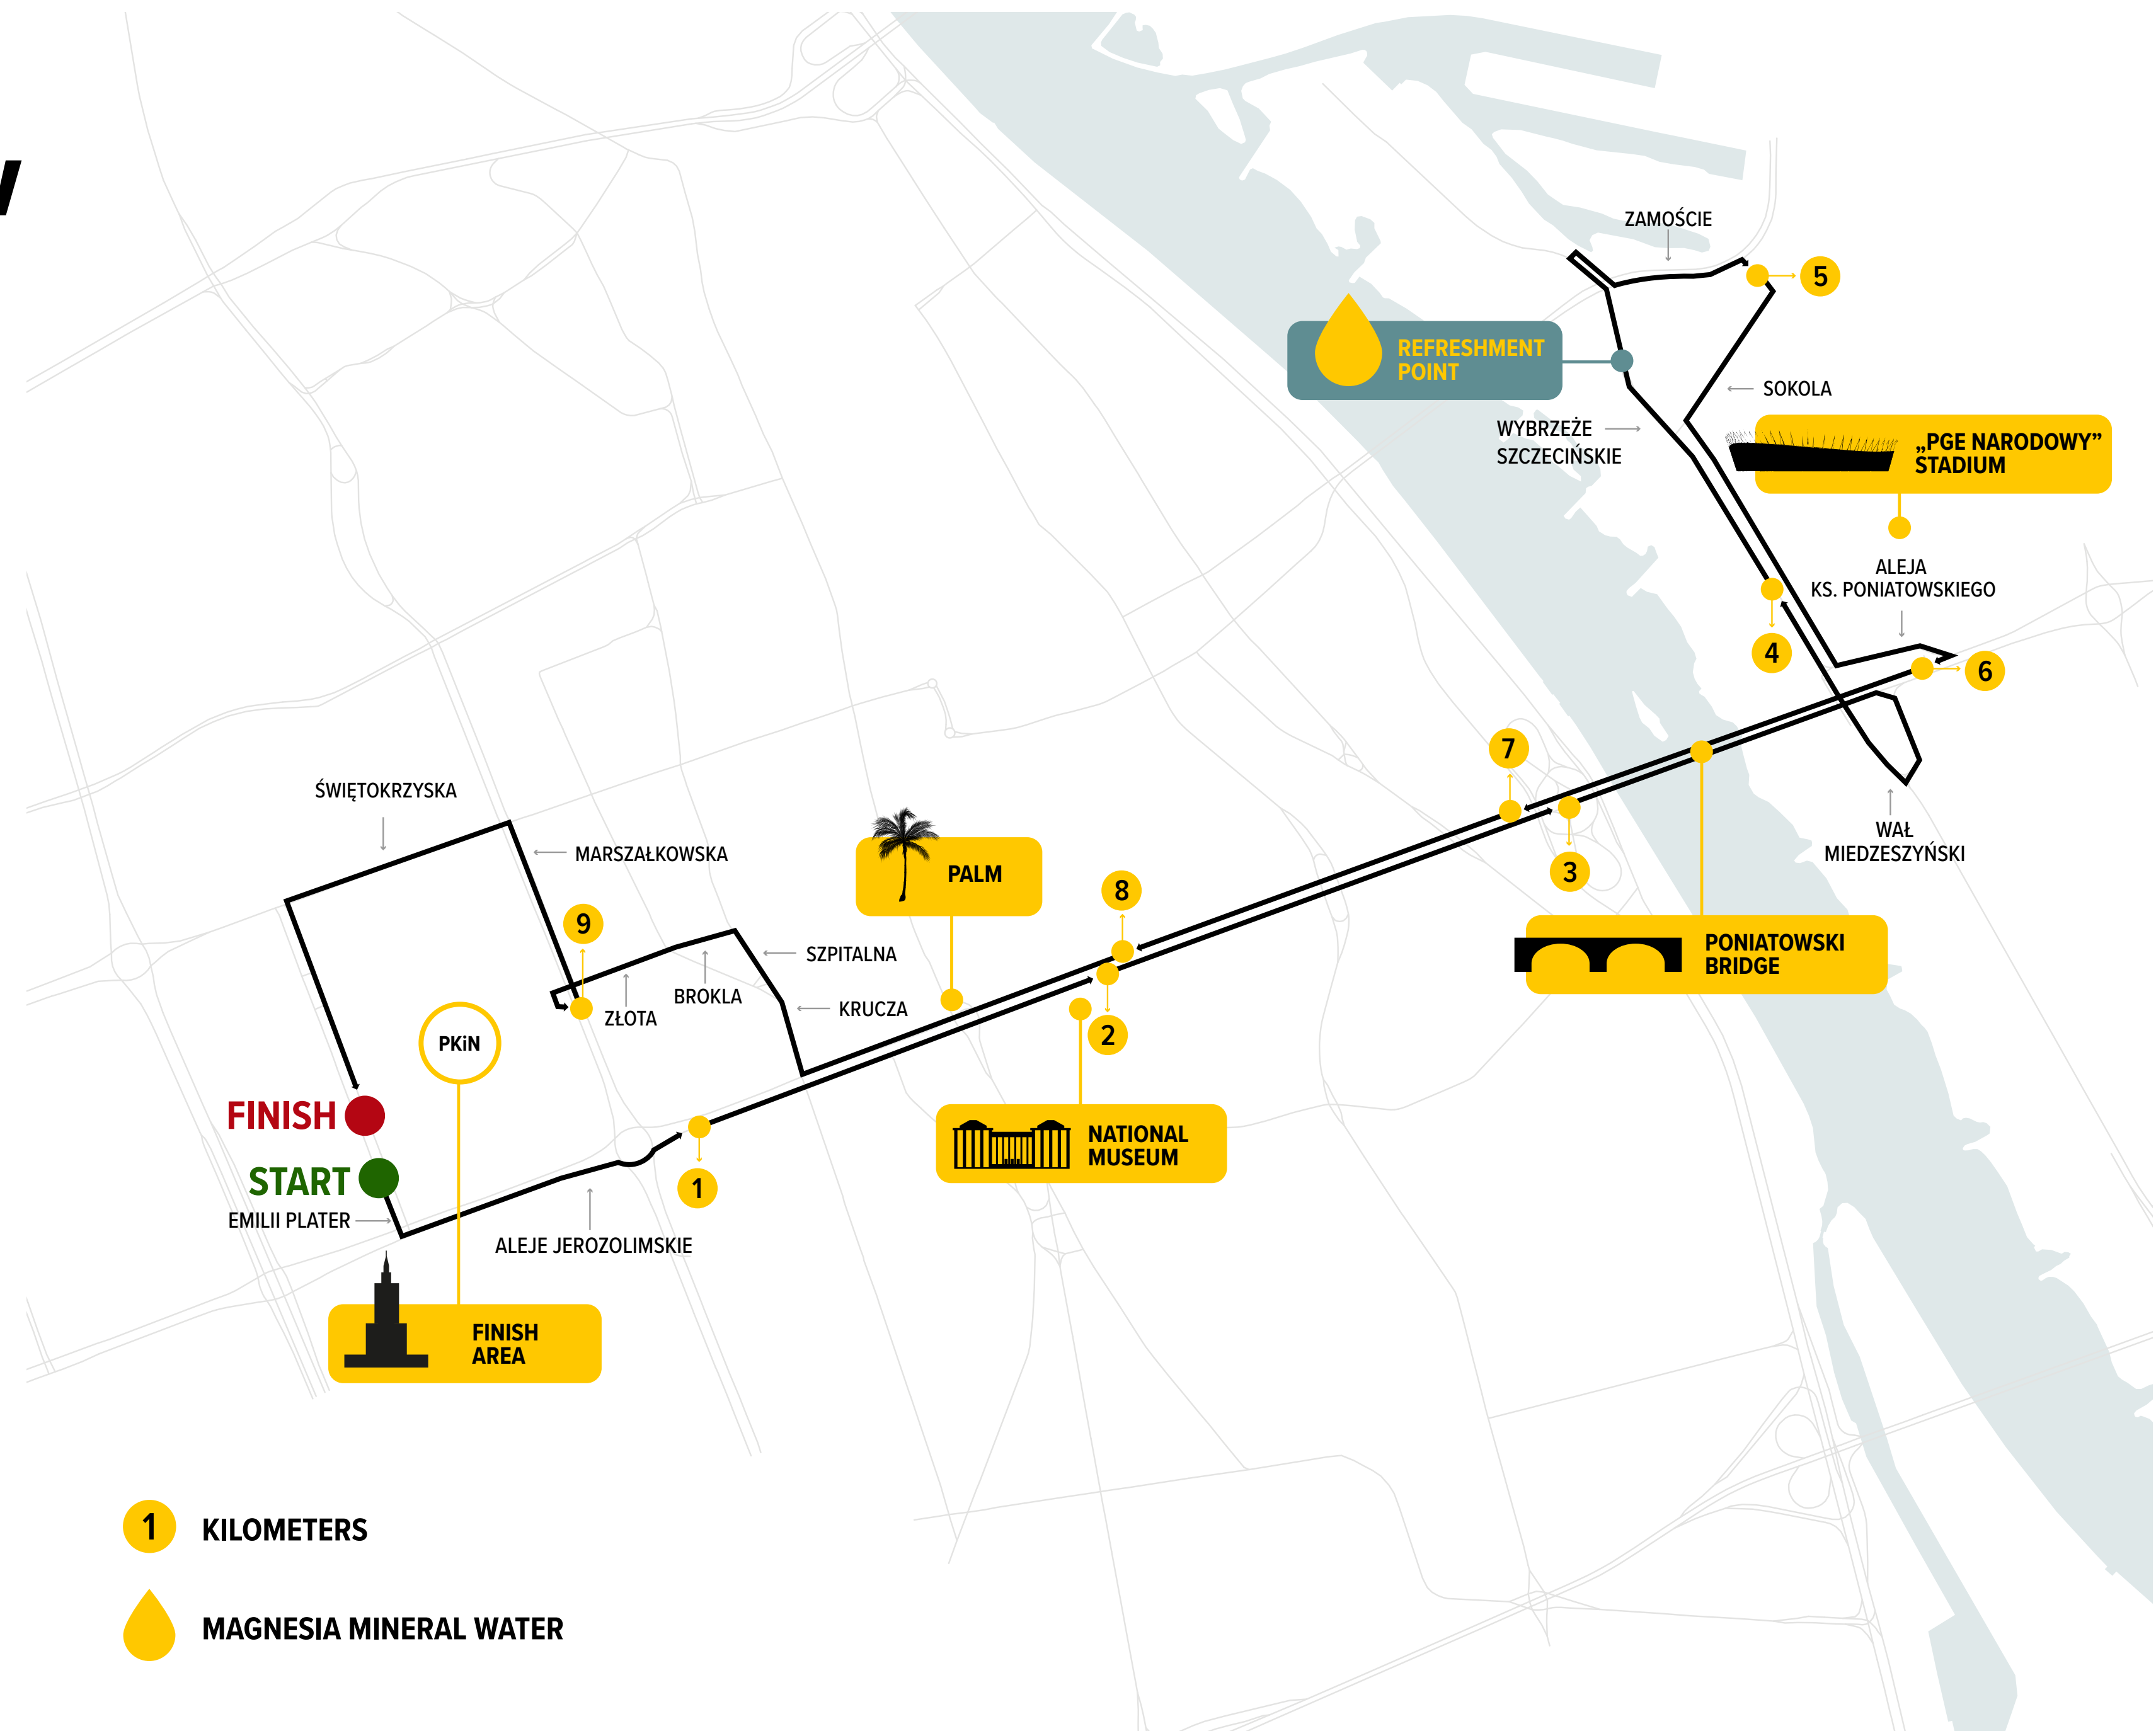 ZAMOŚCIE
5
REFRESHMENT
POINT
SOKOLA
WYBRZEŻE
SZCZECIŃSKIE
„PGE NARODOWY”
STADIUM
ALEJA
KS. PONIATOWSKIEGO
4
6
7
3
WAŁ
MIEDZESZYŃSKI
ŚWIĘTOKRZYSKA
MARSZAŁKOWSKA
PALM
8
9
SZPITALNA
BROKLA
ZŁOTA
KRUCZA
2
PONIATOWSKI
BRIDGE
PKiN
FINISH
START
EMILII PLATER
1
ALEJE JEROZOLIMSKIE
NATIONAL
MUSEUM
FINISH
AREA
1 KILOMETERS
MAGNESIA MINERAL WATER